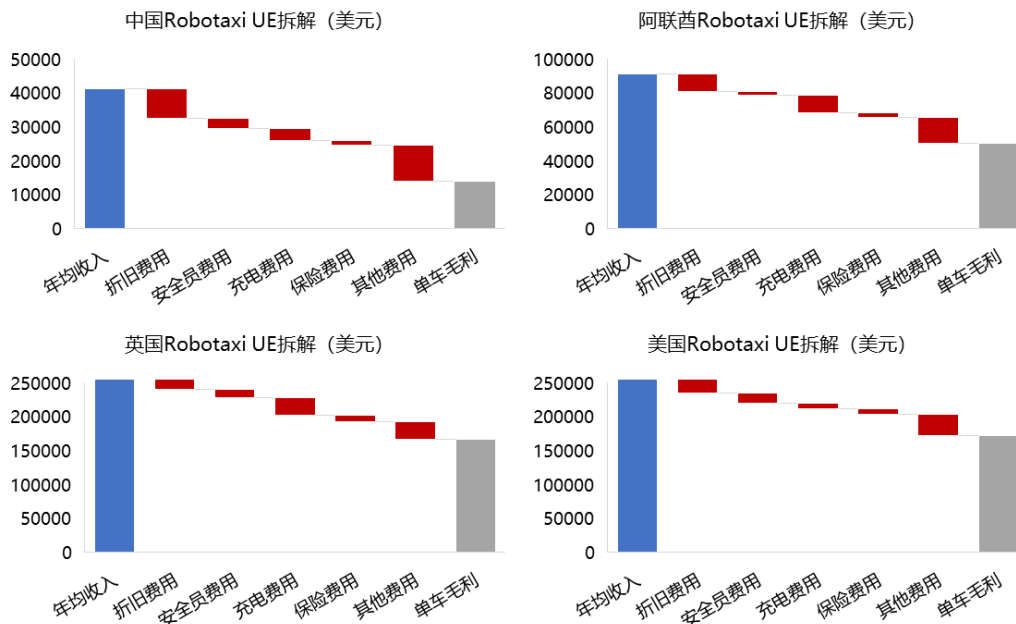 中国Robotaxi UE拆解（美元）
50000
40000
30000
20000
10000
0
年均收入
折旧费用
安全员费用
充电费用
保险费用
其他费用
单车毛利
阿联酋Robotaxi UE拆解（美元）
100000
80000
60000
40000
20000
0
年均收入
折旧费用
安全员费用
充电费用
保险费用
其他费用
单车毛利
英国Robotaxi UE拆解（美元）
250000
200000
150000
100000
50000
0
年均收入
折旧费用
安全员费用
充电费用
保险费用
其他费用
单车毛利
美国Robotaxi UE拆解（美元）
250000
200000
150000
100000
50000
0
年均收入
折旧费用
安全员费用
充电费用
保险费用
其他费用
单车毛利